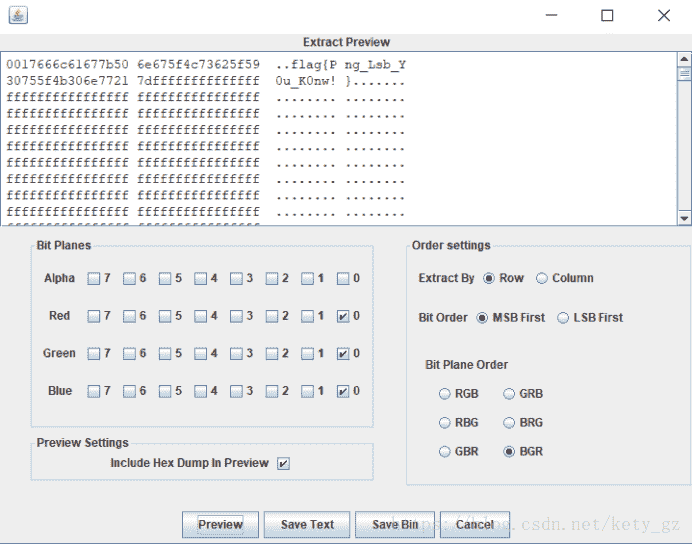 Extract Preview
0017666c61677b50 6e675f4c73625f59 ..flag{P ng_Lsb_Y
30755f4b306e7721 7dffffffffffffff 0u_K0nw! }.......
ffffffffffffffff ffffffffffffffff ........ ........
ffffffffffffffff ffffffffffffffff ........ ........
ffffffffffffffff ffffffffffffffff ........ ........
ffffffffffffffff ffffffffffffffff ........ ........
ffffffffffffffff ffffffffffffffff ........ ........
ffffffffffffffff ffffffffffffffff ........ ........
ffffffffffffffff ffffffffffffffff ........ ........
ffffffffffffffff ffffffffffffffff ........ ........
Bit Planes
Alpha 7 6 5 4 3 2 1 0
Red 7 6 5 4 3 2 1 0
Green 7 6 5 4 3 2 1 0
Blue 7 6 5 4 3 2 1 0
Preview Settings
Include Hex Dump In Preview
Order settings
Extract By Row Column
Bit Order MSB First LSB First
Bit Plane Order
RGB GRB
RBG BRG
GBR BGR
Preview Save Text Save Bin Cancel
https://blog.csdn.net/kety_gz